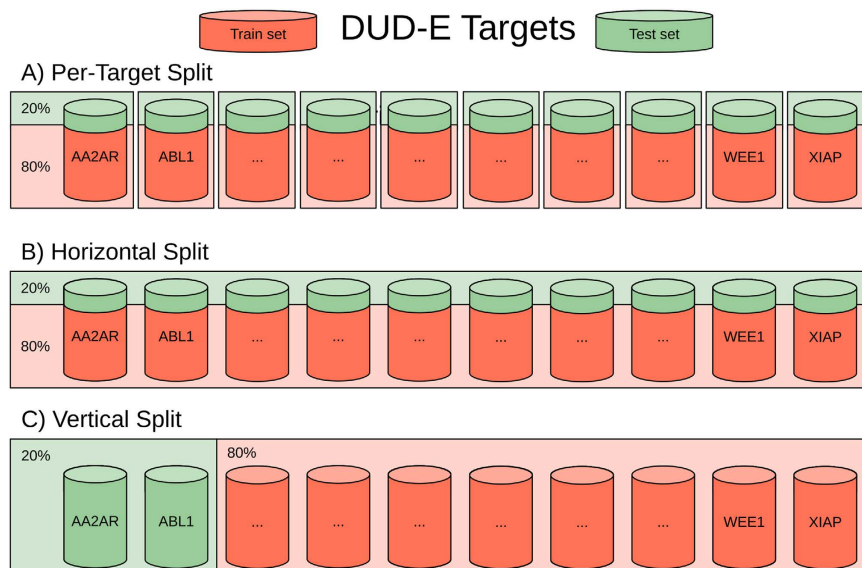 Train set
DUD-E Targets
Test set
A) Per-Target Split
20%
80%
AA2AR
ABL1
...
...
...
...
...
...
WEE1
XIAP
B) Horizontal Split
20%
80%
AA2AR
ABL1
...
...
...
...
...
...
WEE1
XIAP
C) Vertical Split
20%
80%
AA2AR
ABL1
...
...
...
...
...
...
WEE1
XIAP